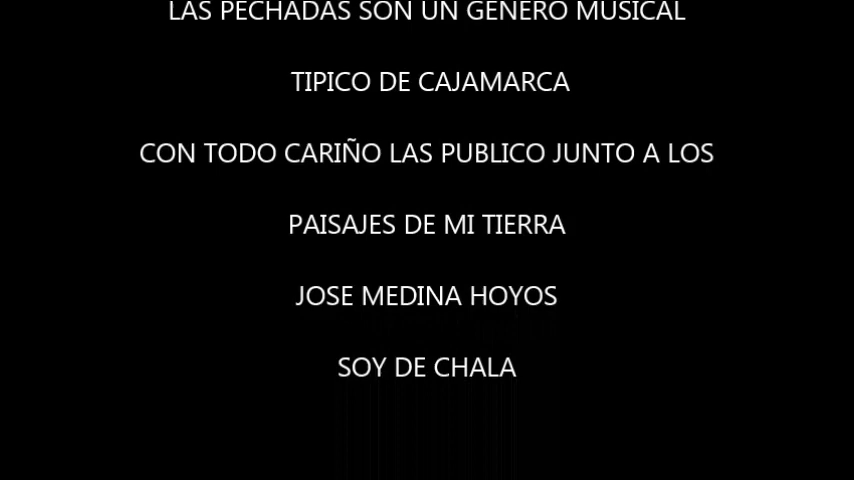 LAS PECHADAS SON UN GENERO MUSICAL
TIPICO DE CAJAMARCA
CON TODO CARIÑO LAS PUBLICO JUNTO A LOS
PAISAJES DE MI TIERRA
JOSE MEDINA HOYOS
SOY DE CHALA